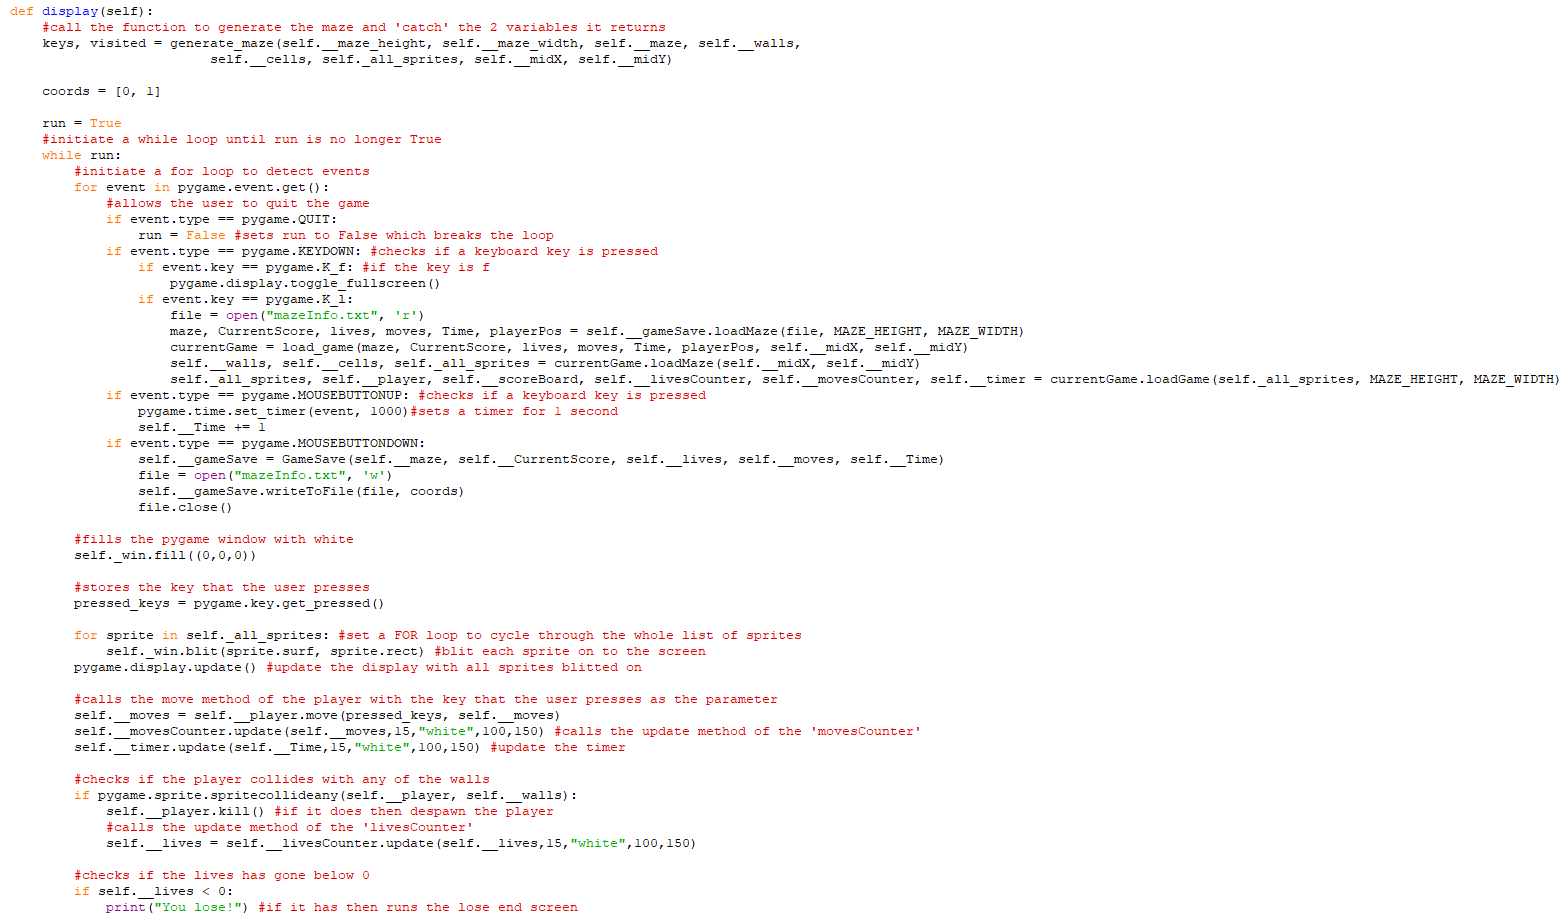 def display(self):
#call the function to generate the maze and 'catch' the 2 variables it returns
keys, visited = generate_maze(self.__maze_height, self.__maze_width, self.__maze, self.__walls,
self.__cells, self._all_sprites, self.__midX, self.__midY)
coords = [0, 1]
run = True
#initiate a while loop until run is no longer True
while run:
#initiate a for loop to detect events
for event in pygame.event.get():
#allows the user to quit the game
if event.type == pygame.QUIT:
run = False #sets run to False which breaks the loop
if event.type == pygame.KEYDOWN: #checks if a keyboard key is pressed
if event.key == pygame.K_f: #if the key is f
pygame.display.toggle_fullscreen()
if event.key == pygame.K_l:
file = open("mazeInfo.txt", 'r')
maze, CurrentScore, lives, moves, Time, playerPos = self.__gameSave.loadMaze(file, MAZE_HEIGHT, MAZE_WIDTH)
currentGame = load_game(maze, CurrentScore, lives, moves, Time, playerPos, self.__midX, self.__midY)
self.__walls, self.__cells, self._all_sprites = currentGame.loadMaze(self.__midX, self.__midY)
self._all_sprites, self.__player, self.__scoreBoard, self.__livesCounter, self.__movesCounter, self.__timer = currentGame.loadGame(self._all_sprites, MAZE_HEIGHT, MAZE_WIDTH)
if event.type == pygame.MOUSEBUTTONUP: #checks if a keyboard key is pressed
pygame.time.set_timer(event, 1000)#sets a timer for 1 second
self.__Time += 1
if event.type == pygame.MOUSEBUTTONDOWN:
self.__gameSave = GameSave(self.__maze, self.__CurrentScore, self.__lives, self.__moves, self.__Time)
file = open("mazeInfo.txt", 'w')
self.__gameSave.writeToFile(file, coords)
file.close()
#fills the pygame window with white
self._win.fill((0,0,0))
#stores the key that the user presses
pressed_keys = pygame.key.get_pressed()
for sprite in self._all_sprites: #set a FOR loop to cycle through the whole list of sprites
self._win.blit(sprite.surf, sprite.rect) #blit each sprite on to the screen
pygame.display.update() #update the display with all sprites blitted on
#calls the move method of the player with the key that the user presses as the parameter
self.__moves = self.__player.move(pressed_keys, self.__moves)
self.__movesCounter.update(self.__moves,15,"white",100,150) #calls the update method of the 'movesCounter'
self.__timer.update(self.__Time,15,"white",100,150) #update the timer
#checks if the player collides with any of the walls
if pygame.sprite.spritecollideany(self.__player, self.__walls):
self.__player.kill() #if it does then despawn the player
#calls the update method of the 'livesCounter'
self.__lives = self.__livesCounter.update(self.__lives,15,"white",100,150)
#checks if the lives has gone below 0
if self.__lives < 0:
print("You lose!") #if it has then runs the lose end screen